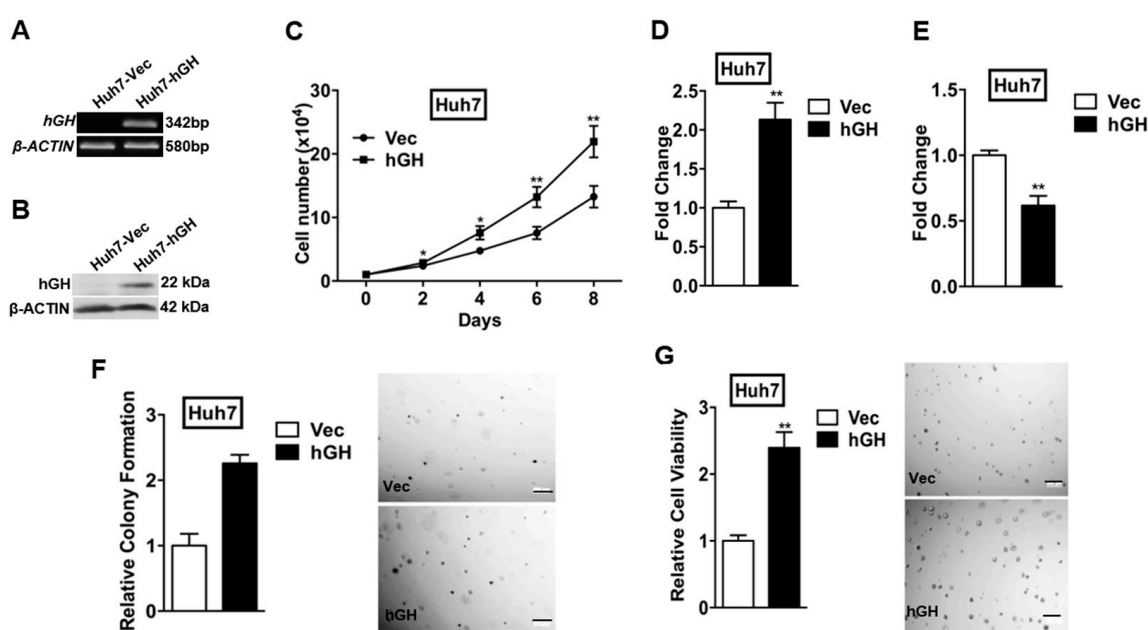 A
Huh7-Vec
Huh7-hGH
hGH
342bp
β-ACTIN
580bp
B
Huh7-Vec
Huh7-hGH
hGH
22 kDa
β-ACTIN
42 kDa
C
Huh7
Vec
hGH
Cell number (x10⁴)
30
20
10
0
*
*
**
**
0 2 4 6 8
Days
D
Huh7
Vec
hGH
Fold Change
2.5
2.0
1.5
1.0
0.5
0.0
**
E
Huh7
Vec
hGH
Fold Change
1.5
1.0
0.5
0.0
**
F
Huh7
Vec
hGH
Relative Colony Formation
3
2
1
0
Vec
hGH
G
Huh7
Vec
hGH
Relative Cell Viability
3
2
1
0
**
Vec
hGH